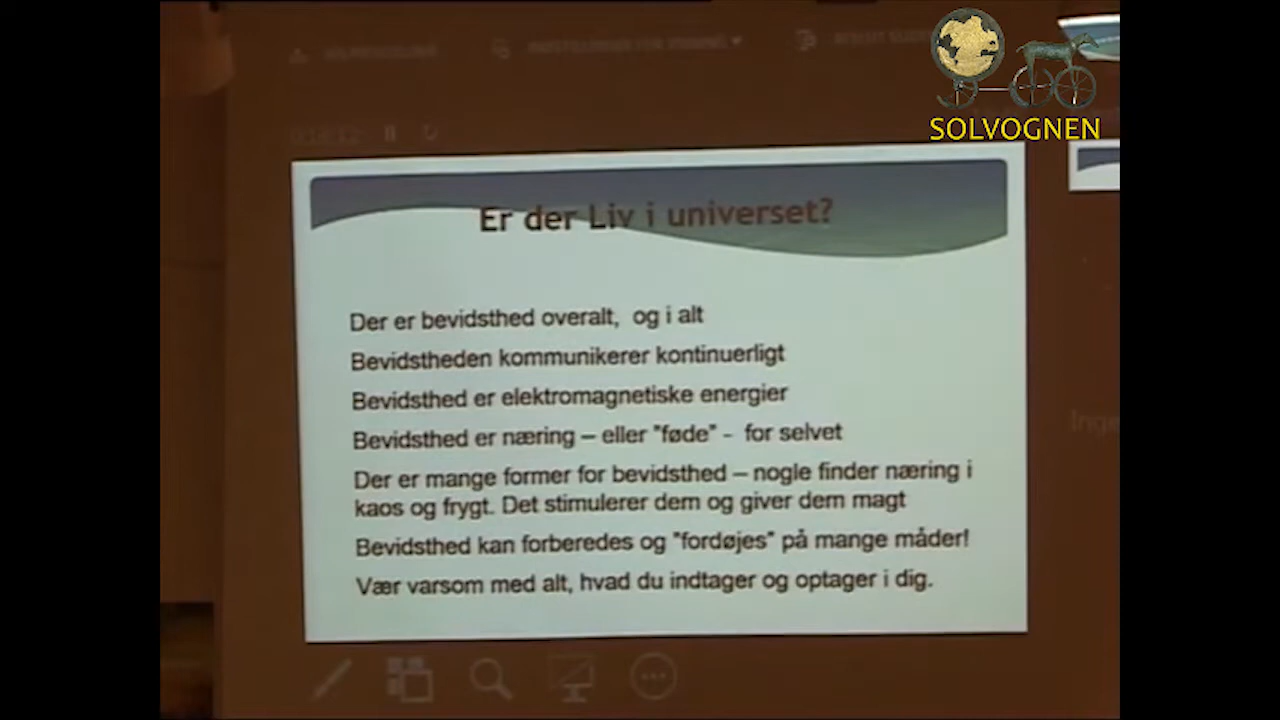 SOLVOGNEN
Er der Liv i universet?
Der er bevidsthed overalt, og i alt
Bevidstheden kommunikerer kontinuerligt
Bevidsthed er elektromagnetiske energier
Bevidsthed er næring – eller "føde" - for selvet
Der er mange former for bevidsthed – nogle finder næring i
kaos og frygt. Det stimulerer dem og giver dem magt
Bevidsthed kan forberedes og "fordøjes" på mange måder!
Vær varsom med alt, hvad du indtager og optager i dig.